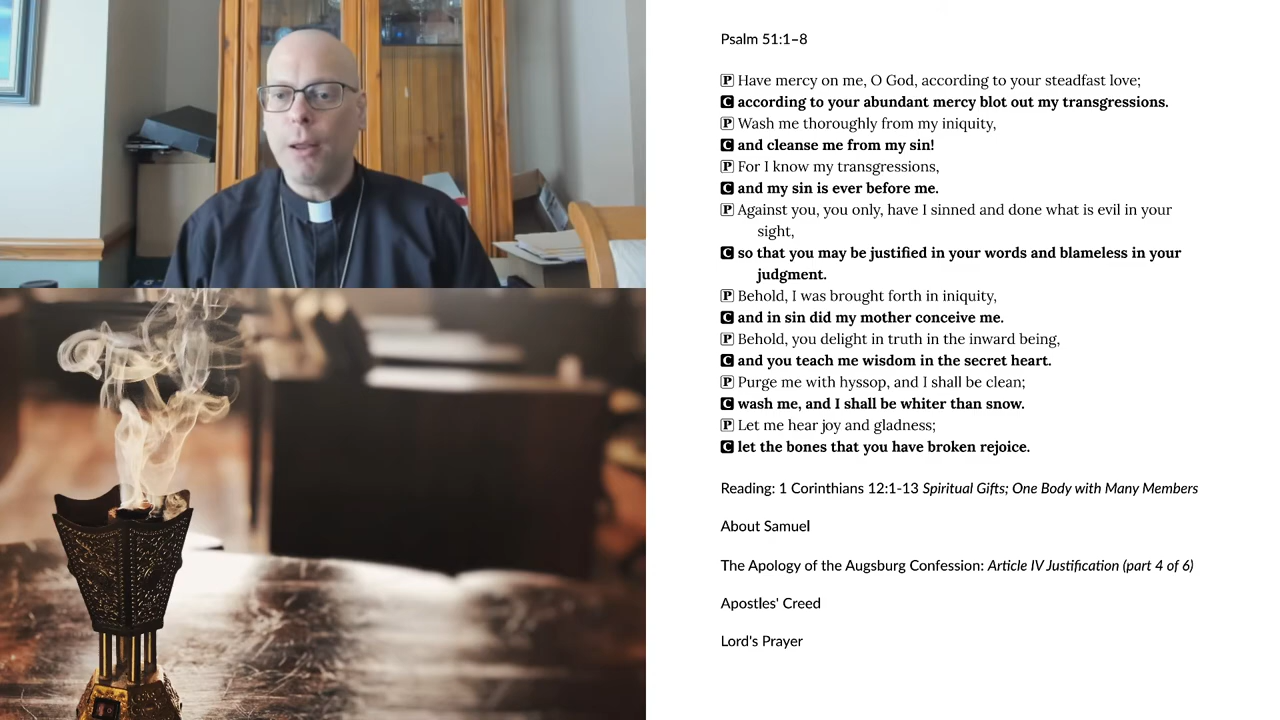 Psalm 51:1–8
P Have mercy on me, O God, according to your steadfast love;
C according to your abundant mercy blot out my transgressions.
P Wash me thoroughly from my iniquity,
C and cleanse me from my sin!
P For I know my transgressions,
C and my sin is ever before me.
P Against you, you only, have I sinned and done what is evil in your
sight,
C so that you may be justified in your words and blameless in your
judgment.
P Behold, I was brought forth in iniquity,
C and in sin did my mother conceive me.
P Behold, you delight in truth in the inward being,
C and you teach me wisdom in the secret heart.
P Purge me with hyssop, and I shall be clean;
C wash me, and I shall be whiter than snow.
P Let me hear joy and gladness;
C let the bones that you have broken rejoice.
Reading: 1 Corinthians 12:1-13 Spiritual Gifts; One Body with Many Members
About Samuel
The Apology of the Augsburg Confession: Article IV Justification (part 4 of 6)
Apostles' Creed
Lord's Prayer